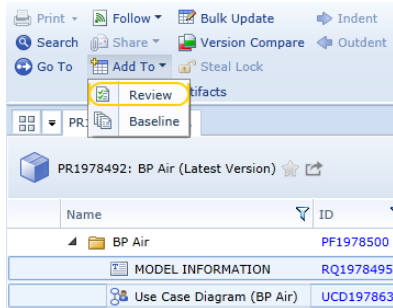 Print Follow Bulk Update Indent
Search Share Version Compare Outdent
Go To Add To Steal Lock
Review tifacts
Baseline
PR1978492: BP Air (Latest Version)
Name ID
BP Air PF1978500
MODEL INFORMATION RQ1978495
Use Case Diagram (BP Air) UCD197863